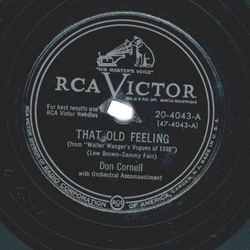 "HIS MASTER'S VOICE"
RCA VICTOR
For best results use
RCA Victor Needles
20-4043-A
(47-4043-A)
THAT OLD FEELING
(from "Walter Wanger's Vogues of 1938")
(Lew Brown-Sammy Fain)
Don Cornell
with Orchestral Accompaniment